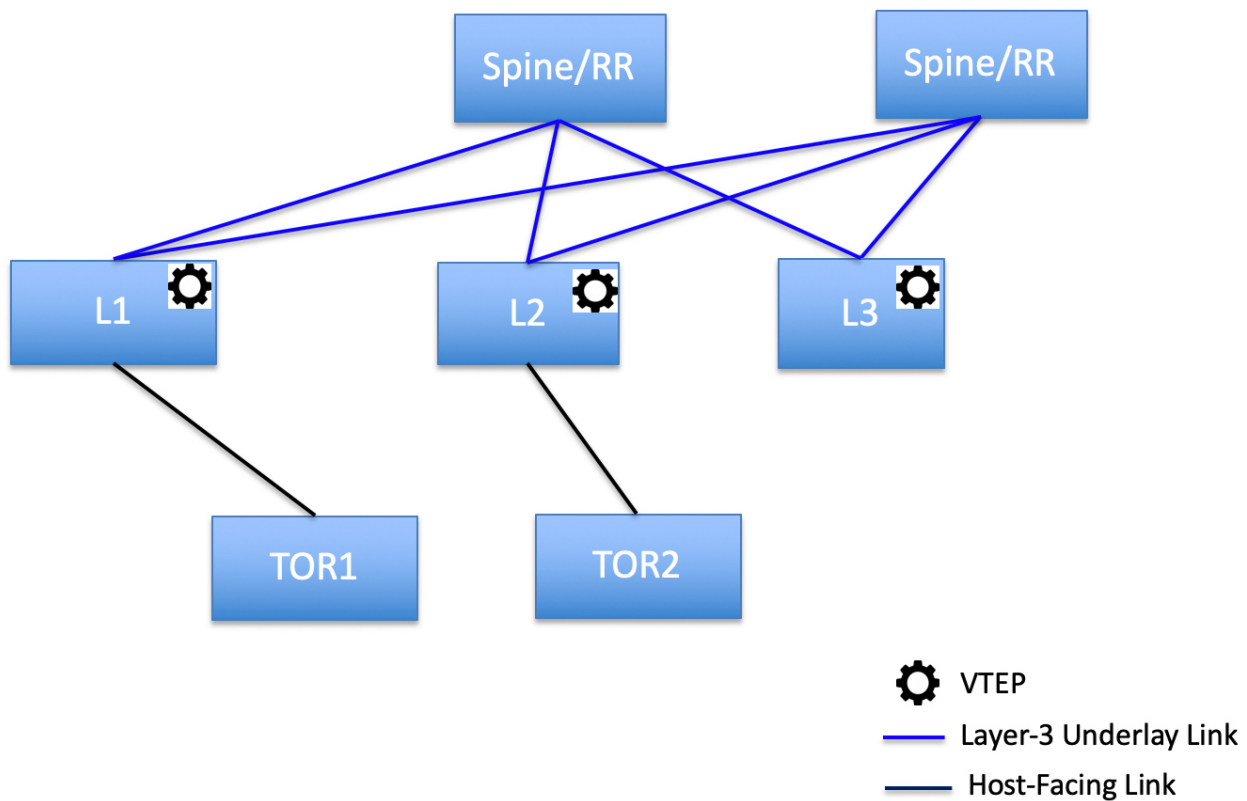 Spine/RR
Spine/RR
L1
L2
L3
TOR1
TOR2
VTEP
Layer-3 Underlay Link
Host-Facing Link